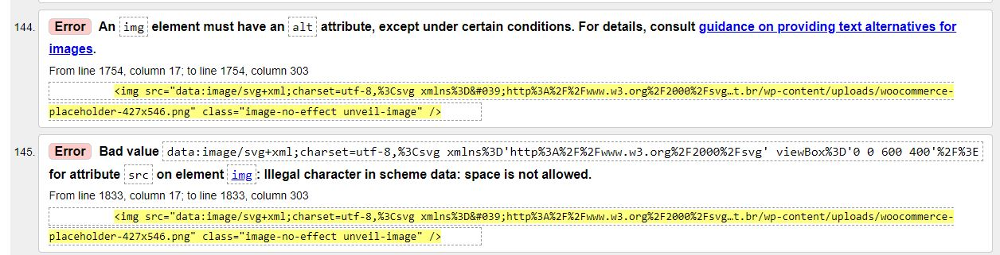 144. Error An img element must have an alt attribute, except under certain conditions. For details, consult guidance on providing text alternatives for
images.
From line 1754, column 17; to line 1754, column 303
<img src="data:image/svg+xml;charset=utf-8,%3Csvg xmlns%3D&#039;http%3A%2F%2Fwww.w3.org%2F2000%2Fsvg…t.br/wp-content/uploads/woocommerce-
placeholder-427x546.png" class="image-no-effect unveil-image" />
145. Error Bad value data:image/svg+xml;charset=utf-8,%3Csvg xmlns%3D'http%3A%2F%2Fwww.w3.org%2F2000%2Fsvg' viewBox%3D'0 0 600 400'%2F%3E
for attribute src on element img: Illegal character in scheme data: space is not allowed.
From line 1833, column 17; to line 1833, column 303
<img src="data:image/svg+xml;charset=utf-8,%3Csvg xmlns%3D&#039;http%3A%2F%2Fwww.w3.org%2F2000%2Fsvg…t.br/wp-content/uploads/woocommerce-
placeholder-427x546.png" class="image-no-effect unveil-image" />